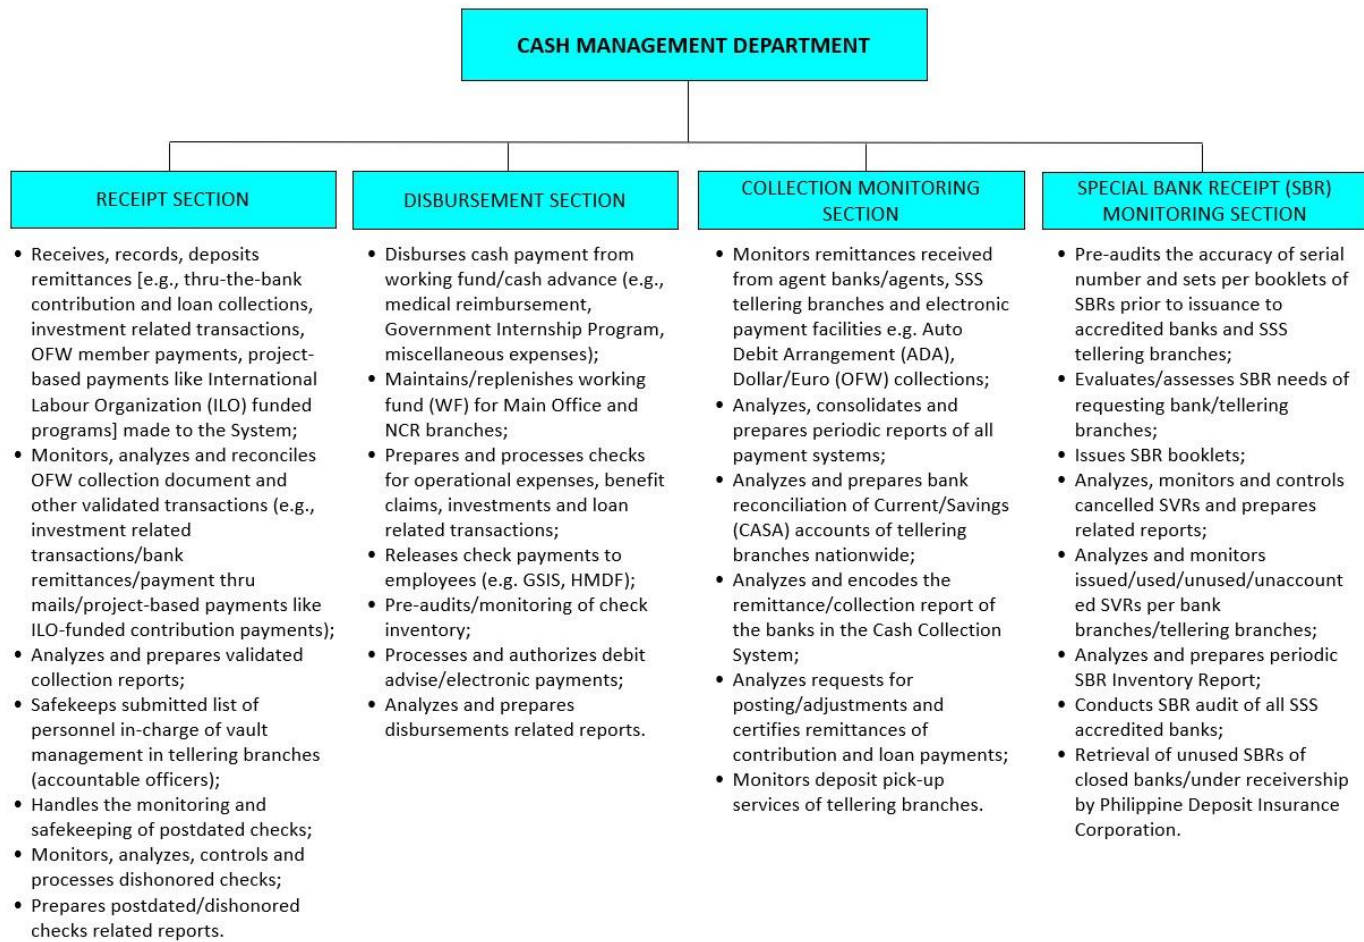 CASH MANAGEMENT DEPARTMENT
RECEIPT SECTION
• Receives, records, deposits
remittances [e.g., thru-the-bank
contribution and loan collections,
investment related transactions,
OFW member payments, project-
based payments like International
Labour Organization (ILO) funded
programs] made to the System;
• Monitors, analyzes and reconciles
OFW collection document and
other validated transactions (e.g.,
investment related
transactions/bank
remittances/payment thru
mails/project-based payments like
ILO-funded contribution payments);
• Analyzes and prepares validated
collection reports;
• Safekeeps submitted list of
personnel in-charge of vault
management in tellering branches
(accountable officers);
• Handles the monitoring and
safekeeping of postdated checks;
• Monitors, analyzes, controls and
processes dishonored checks;
• Prepares postdated/dishonored
checks related reports.
DISBURSEMENT SECTION
• Disburses cash payment from
working fund/cash advance (e.g.,
medical reimbursement,
Government Internship Program,
miscellaneous expenses);
• Maintains/replenishes working
fund (WF) for Main Office and
NCR branches;
• Prepares and processes checks
for operational expenses, benefit
claims, investments and loan
related transactions;
• Releases check payments to
employees (e.g. GSIS, HMDF);
• Pre-audits/monitoring of check
inventory;
• Processes and authorizes debit
advise/electronic payments;
• Analyzes and prepares
disbursements related reports.
COLLECTION MONITORING
SECTION
• Monitors remittances received
from agent banks/agents, SSS
tellering branches and electronic
payment facilities e.g. Auto
Debit Arrangement (ADA),
Dollar/Euro (OFW) collections;
• Analyzes, consolidates and
prepares periodic reports of all
payment systems;
• Analyzes and prepares bank
reconciliation of Current/Savings
(CASA) accounts of tellering
branches nationwide;
• Analyzes and encodes the
remittance/collection report of
the banks in the Cash Collection
System;
• Analyzes requests for
posting/adjustments and
certifies remittances of
contribution and loan payments;
• Monitors deposit pick-up
services of tellering branches.
SPECIAL BANK RECEIPT (SBR)
MONITORING SECTION
• Pre-audits the accuracy of serial
number and sets per booklets of
SBRs prior to issuance to
accredited banks and SSS
tellering branches;
• Evaluates/assesses SBR needs of
requesting bank/tellering
branches;
• Issues SBR booklets;
• Analyzes, monitors and controls
cancelled SVRs and prepares
related reports;
• Analyzes and monitors
issued/used/unused/unaccount
ed SVRs per bank
branches/tellering branches;
• Analyzes and prepares periodic
SBR Inventory Report;
• Conducts SBR audit of all SSS
accredited banks;
• Retrieval of unused SBRs of
closed banks/under receivership
by Philippine Deposit Insurance
Corporation.